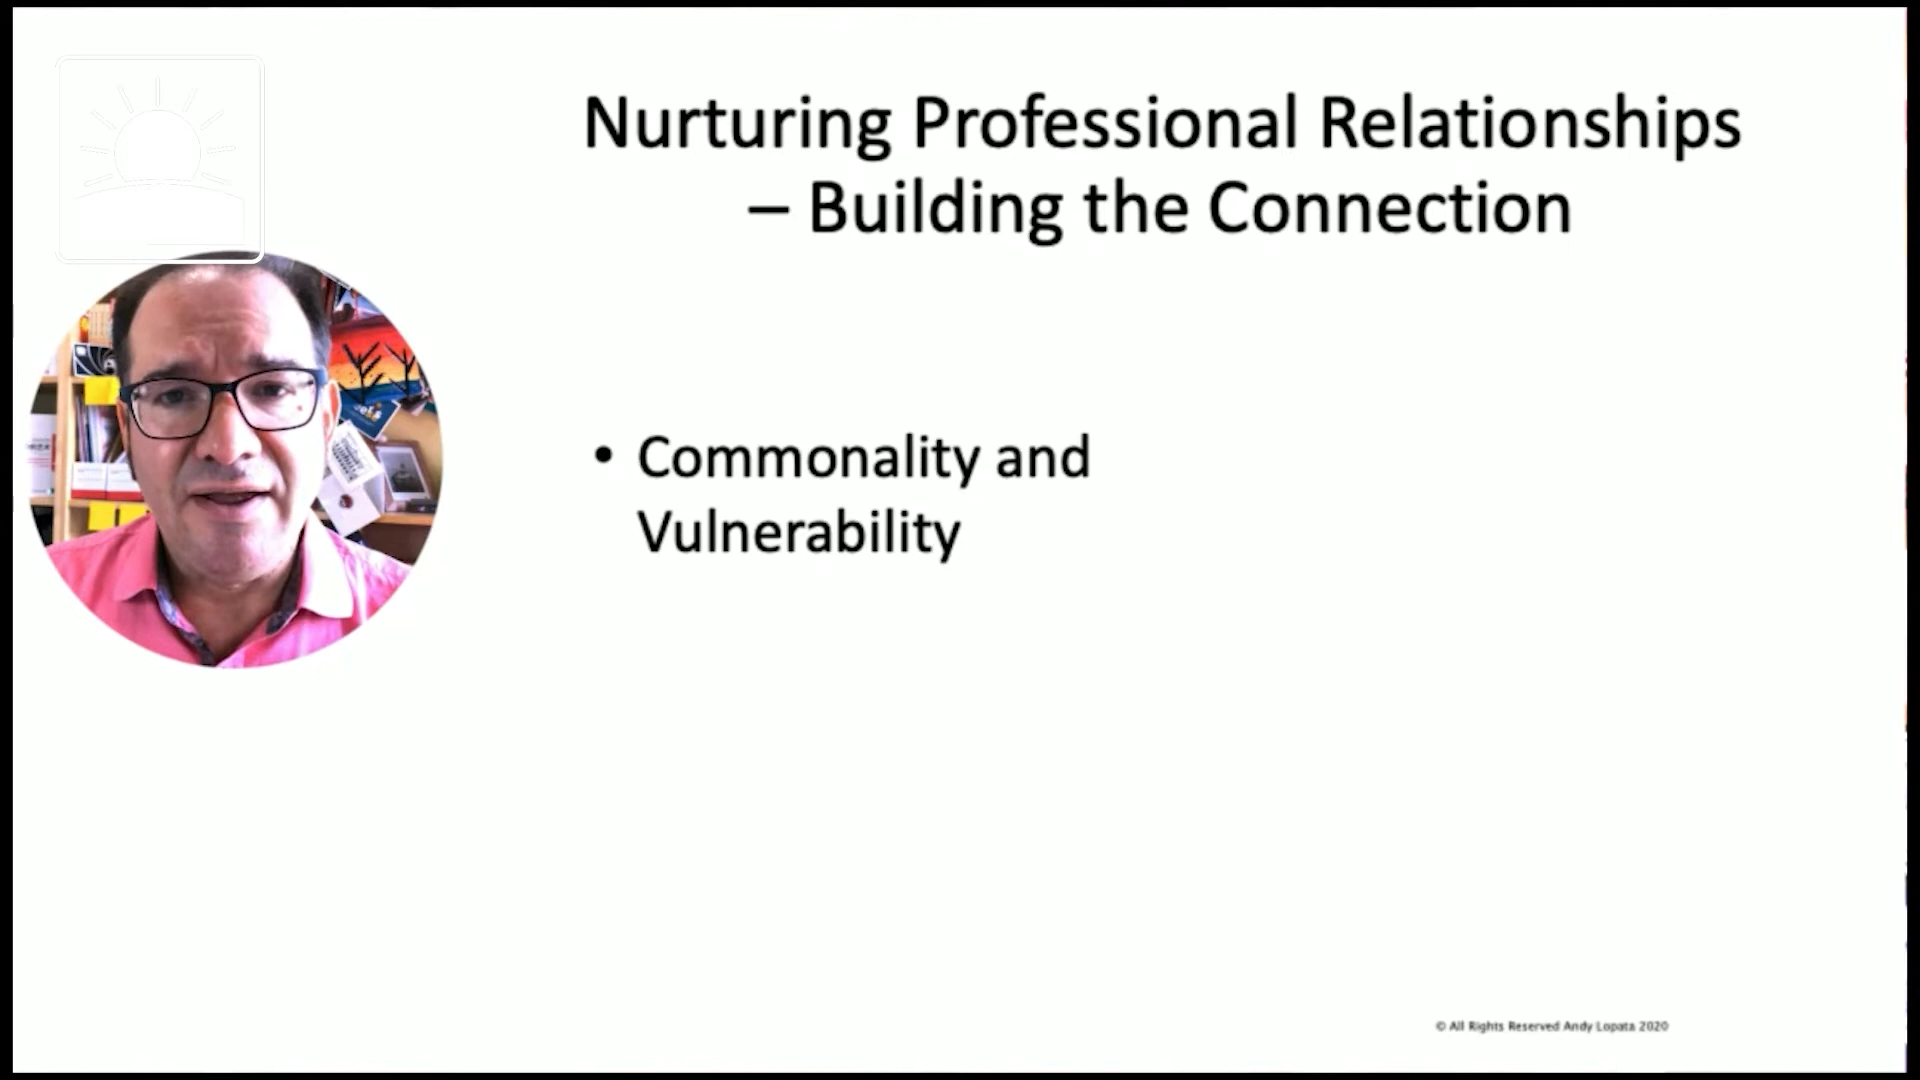 Nurturing Professional Relationships
– Building the Connection
• Commonality and
Vulnerability
© All Rights Reserved Andy Lopata 2020